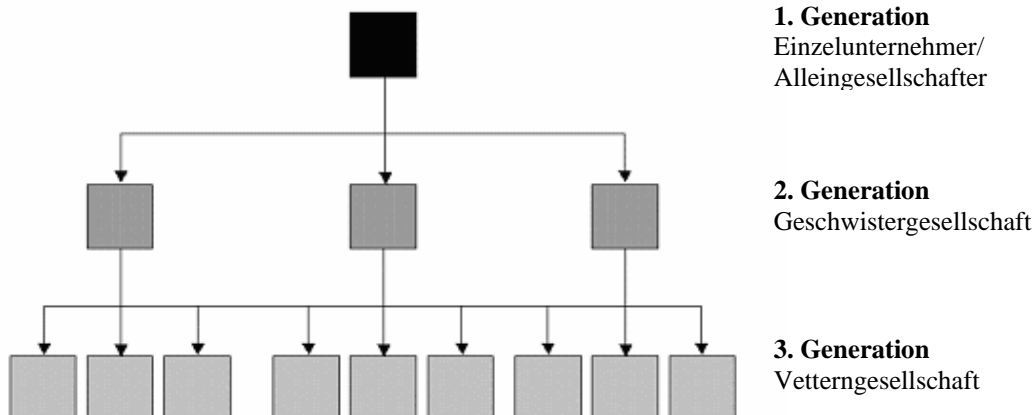 1. Generation
Einzelunternehmer/
Alleingesellschafter
2. Generation
Geschwistergesellschaft
3. Generation
Vetterngesellschaft